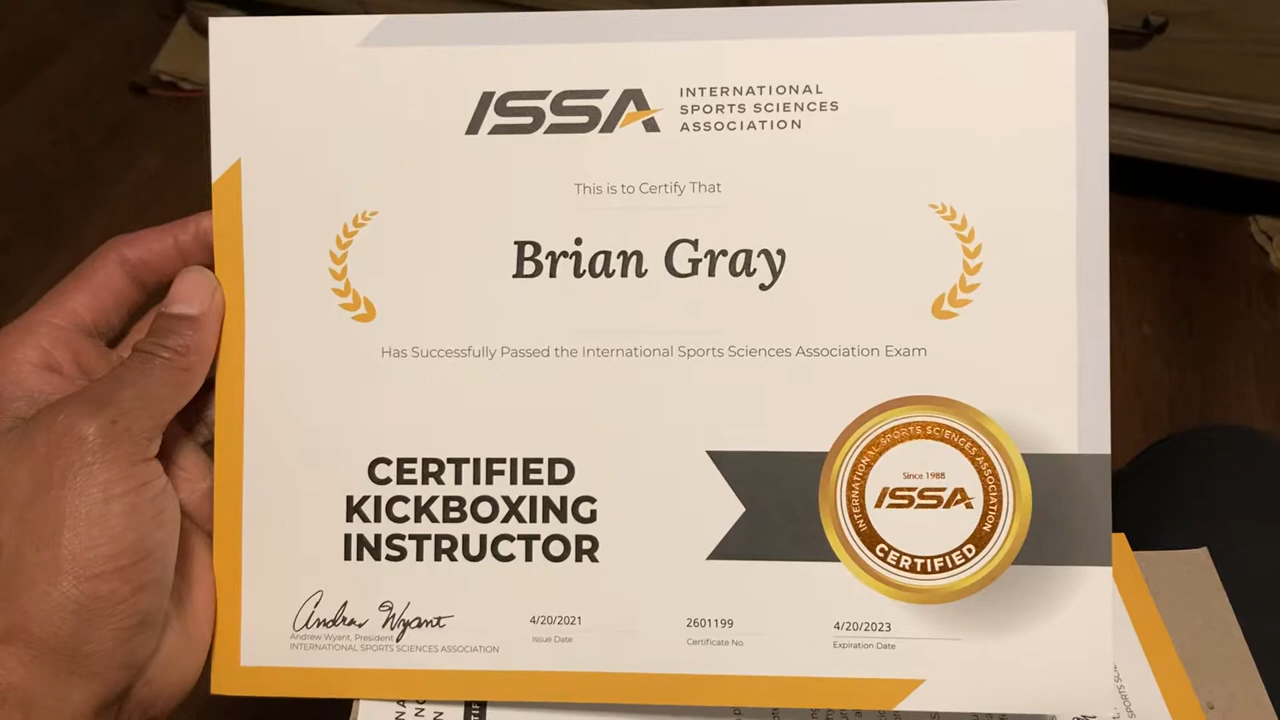 ISSA
INTERNATIONAL
SPORTS SCIENCES
ASSOCIATION
This is to Certify That
Brian Gray
Has Successfully Passed the International Sports Sciences Association Exam
CERTIFIED
KICKBOXING
INSTRUCTOR
INTERNATIONAL SPORTS SCIENCES ASSOCIATION
Since 1988
ISSA
CERTIFIED
Andrew Wyant
Andrew Wyant, President
INTERNATIONAL SPORTS SCIENCES ASSOCIATION
4/20/2021
Issue Date
2601199
Certificate No.
4/20/2023
Expiration Date